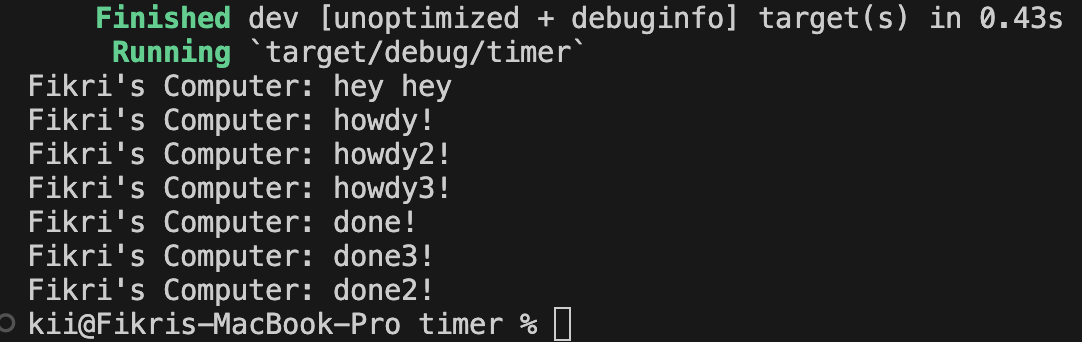 Finished dev [unoptimized + debuginfo] target(s) in 0.43s
Running `target/debug/timer`
Fikri's Computer: hey hey
Fikri's Computer: howdy!
Fikri's Computer: howdy2!
Fikri's Computer: howdy3!
Fikri's Computer: done!
Fikri's Computer: done3!
Fikri's Computer: done2!
kii@Fikris-MacBook-Pro timer %